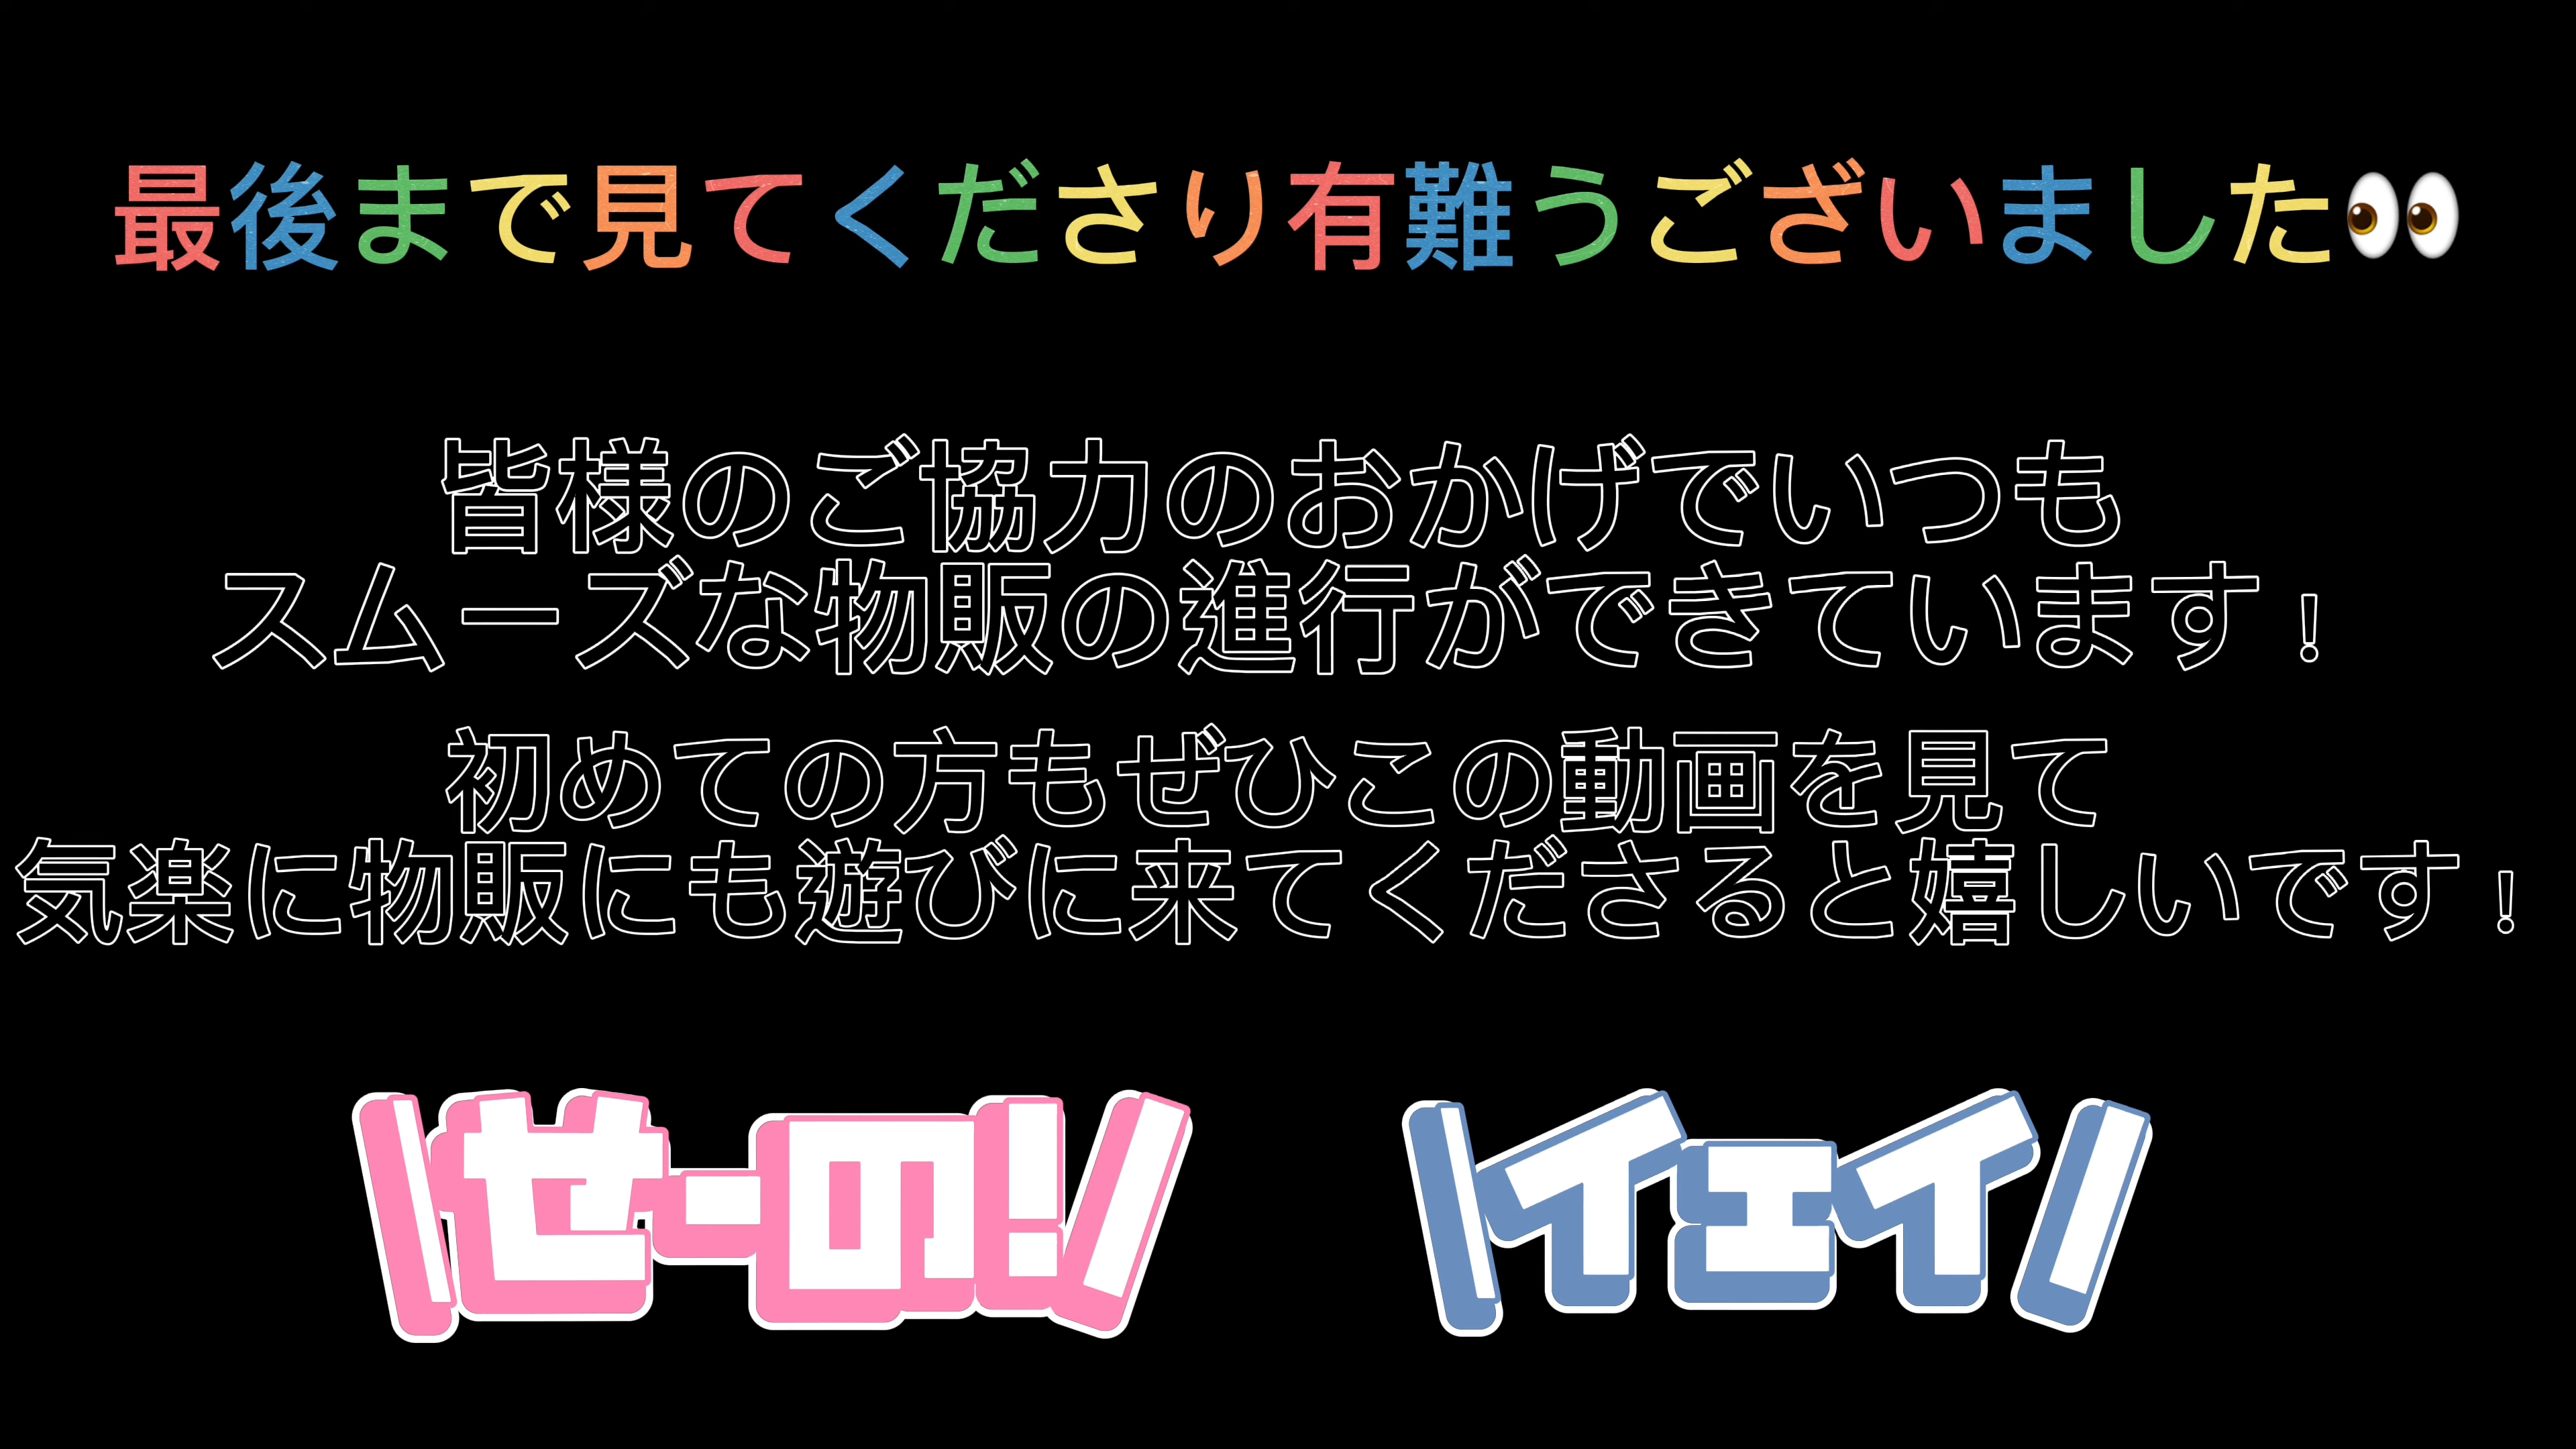 最後まで見てくださり有難うございました👀
皆様のご協力のおかげでいつも
スムーズな物販の進行ができています！
初めての方もぜひこの動画を見て
気楽に物販にも遊びに来てくださると嬉しいです！
\せーの!/ \イェイ/